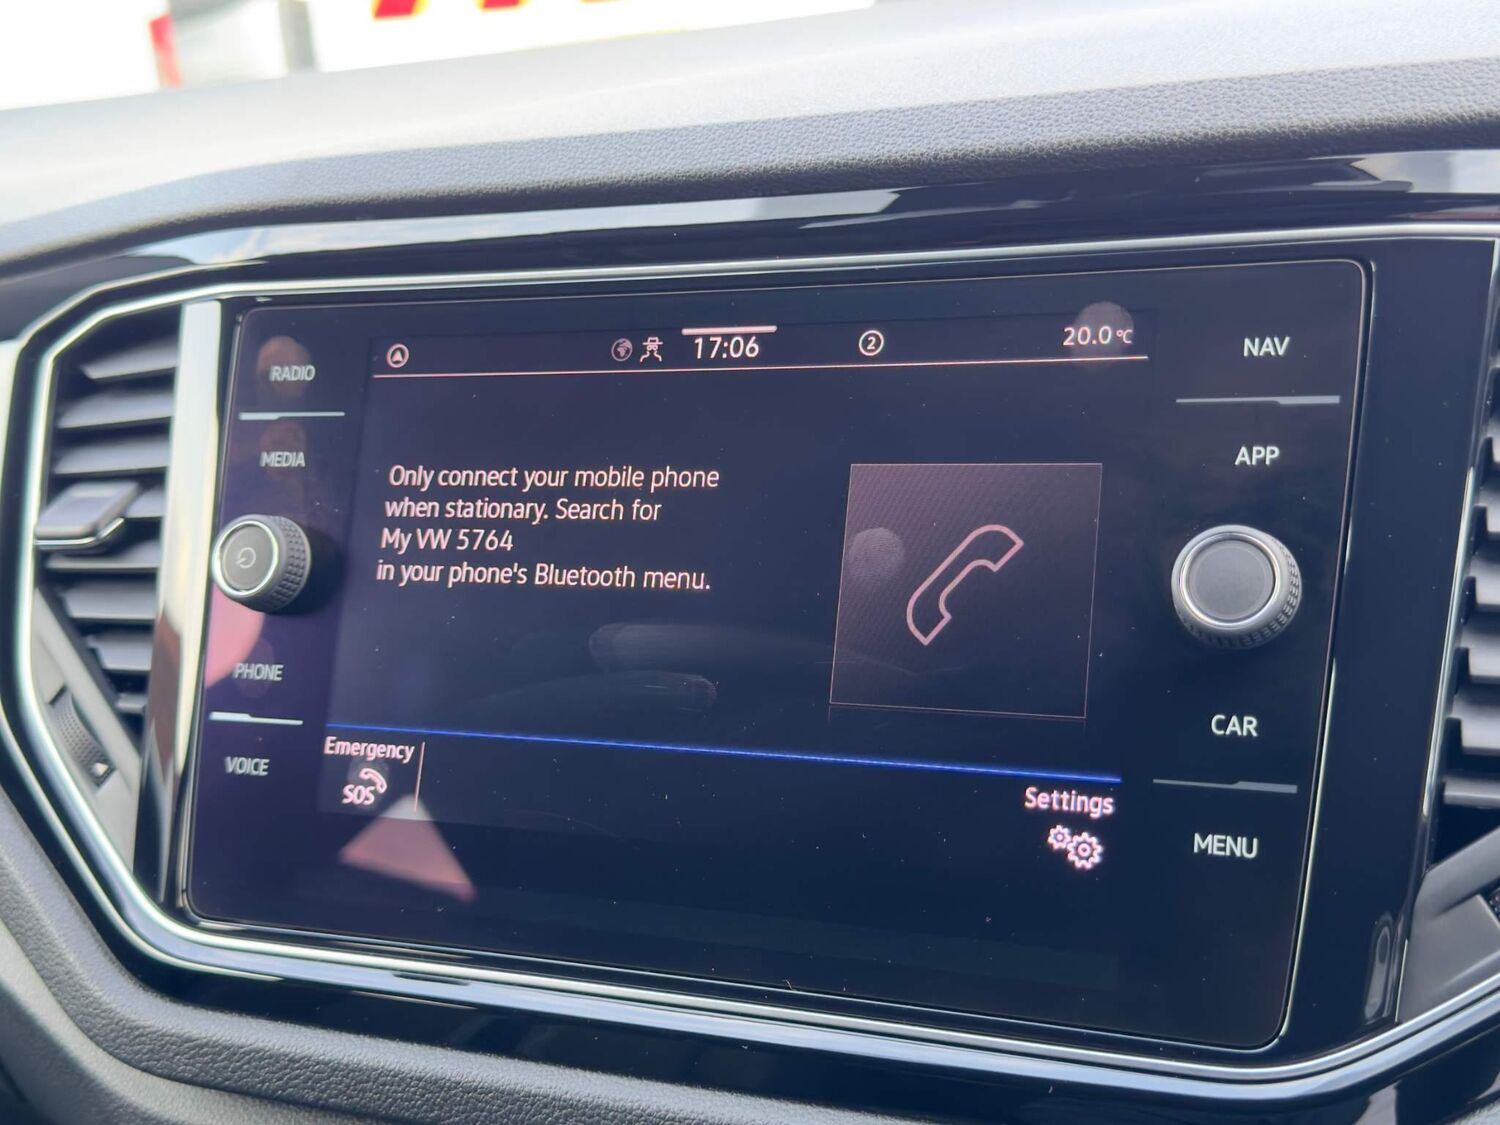 17:06
2
20.0°C
RADIO
MEDIA
PHONE
VOICE
Only connect your mobile phone
when stationary. Search for
My VW 5764
in your phone's Bluetooth menu.
Emergency
SOS
Settings
NAV
APP
CAR
MENU